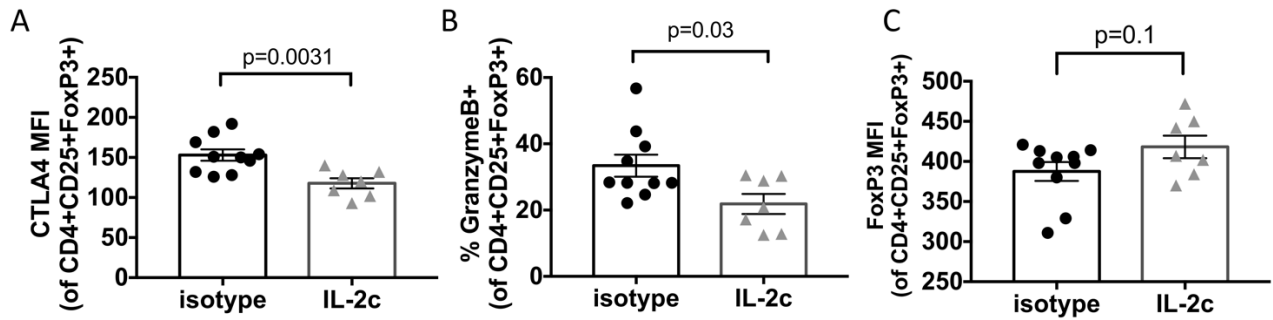 A
CTLA4 MFI
(of CD4+CD25+FoxP3+)
p=0.0031
250
200
150
100
50
0
isotype
IL-2c
B
% GranzymeB+
(of CD4+CD25+FoxP3+)
p=0.03
60
40
20
0
isotype
IL-2c
C
FoxP3 MFI
(of CD4+CD25+FoxP3+)
p=0.1
500
450
400
350
300
250
isotype
IL-2c